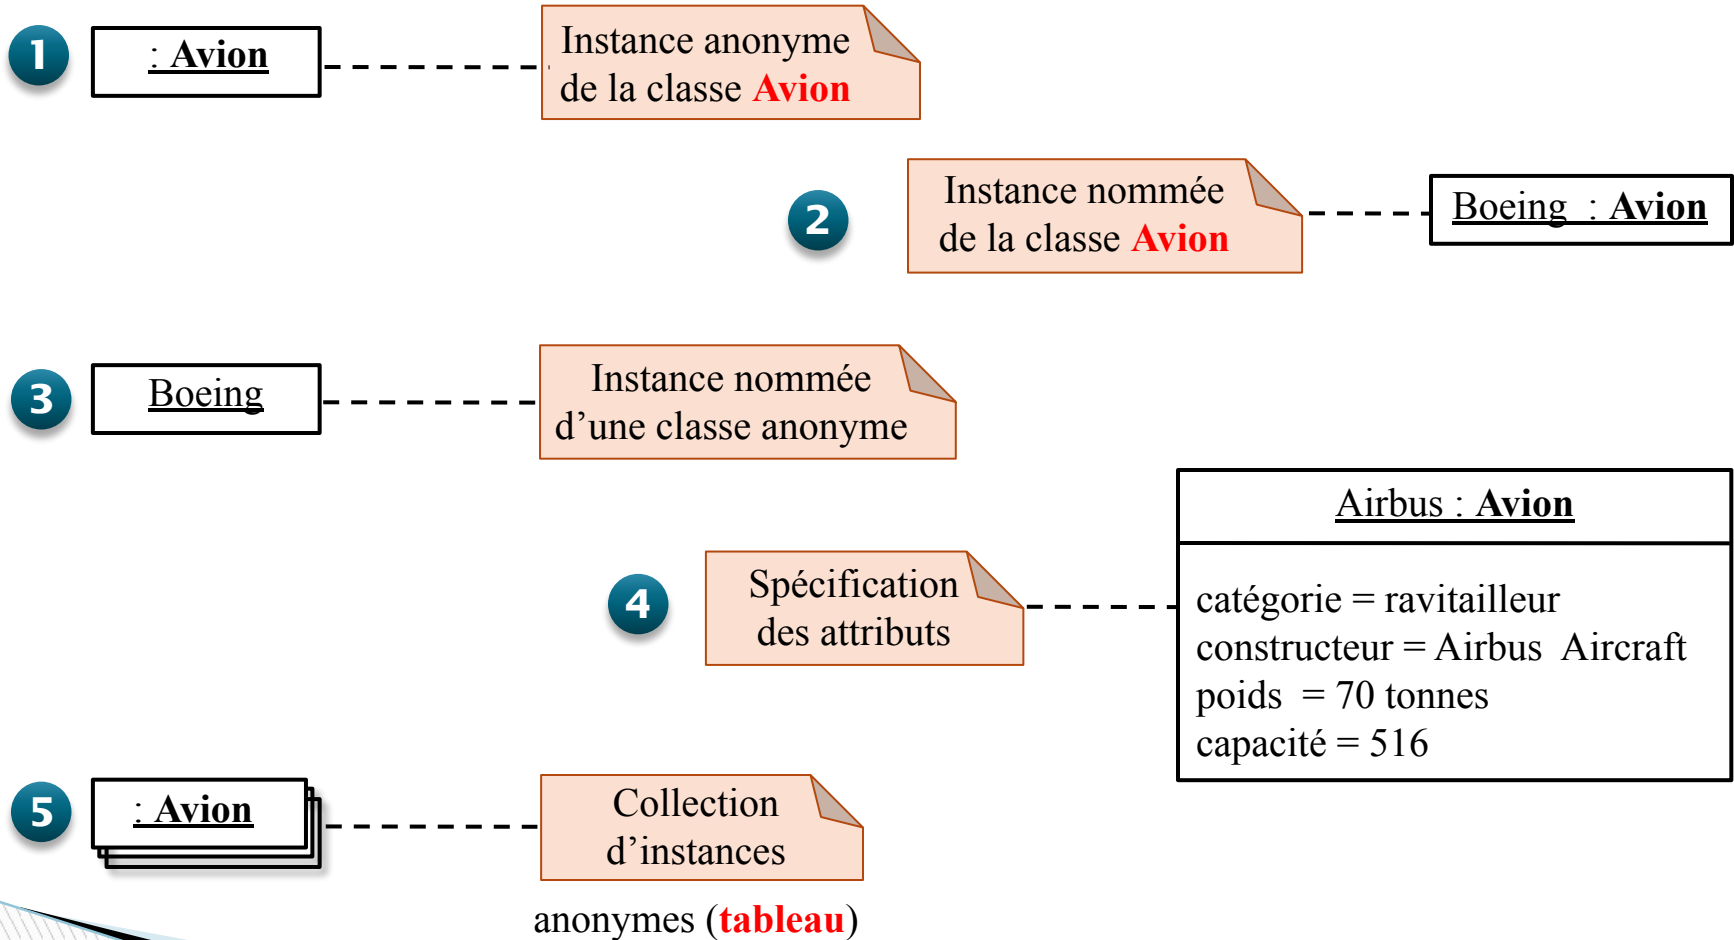 1
: Avion
Instance anonyme
de la classe Avion
2
Instance nommée
de la classe Avion
Boeing : Avion
3
Boeing
Instance nommée
d’une classe anonyme
4
Spécification
des attributs
Airbus : Avion
catégorie = ravitailleur
constructeur = Airbus Aircraft
poids = 70 tonnes
capacité = 516
5
: Avion
Collection
d’instances
anonymes (tableau)